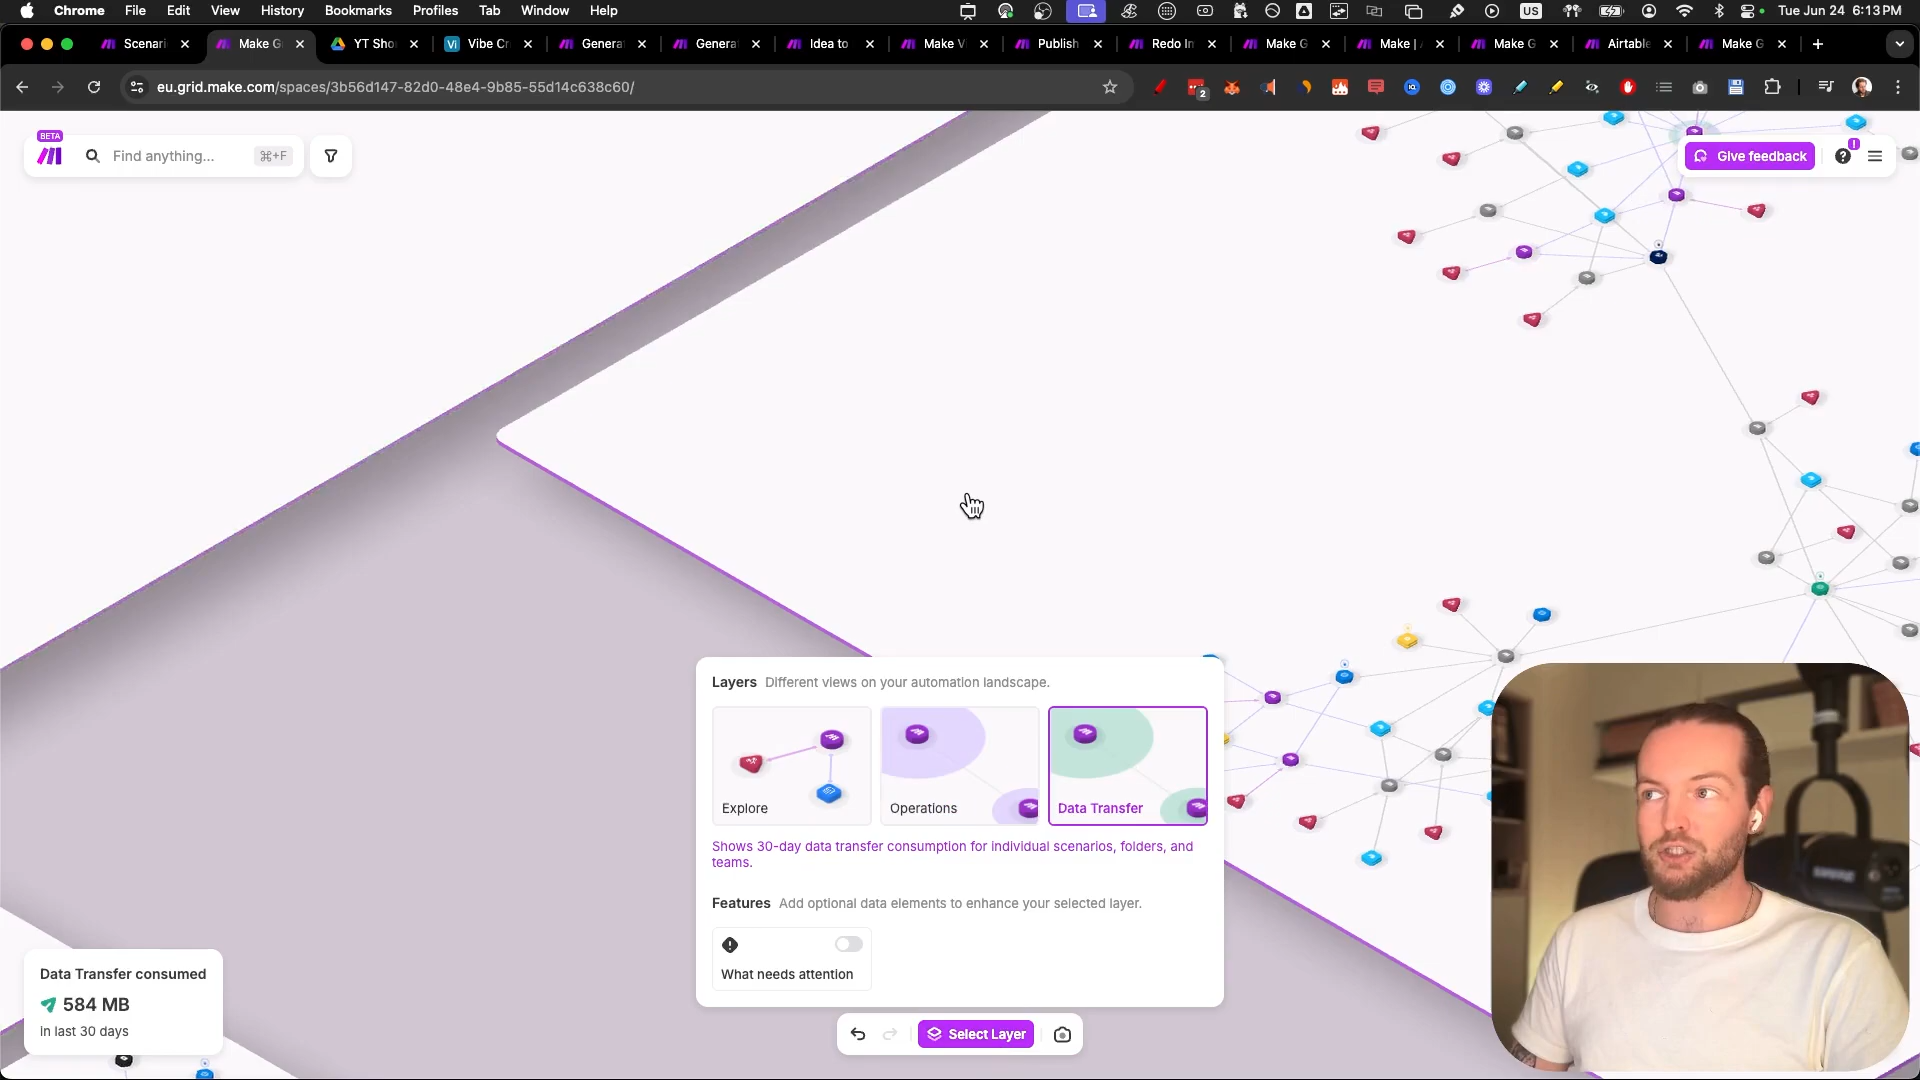 Chrome File Edit View History Bookmarks Profiles Tab Window Help
US
Tue Jun 24 6:13 PM
Scenari
Make G
YT Sho
Vibe Cr
Genera
Genera
Idea to
Make V
Publish
Redo In
Make G
Make | 
Make G
Airtable
Make G
eu.grid.make.com/spaces/3b56d147-82d0-48e4-9b85-55d14c638c60/
2
BETA
Find anything...
⌘+F
Give feedback
Layers Different views on your automation landscape.
Explore
Operations
Data Transfer
Shows 30-day data transfer consumption for individual scenarios, folders, and
teams.
Features Add optional data elements to enhance your selected layer.
What needs attention
Data Transfer consumed
584 MB
in last 30 days
Select Layer